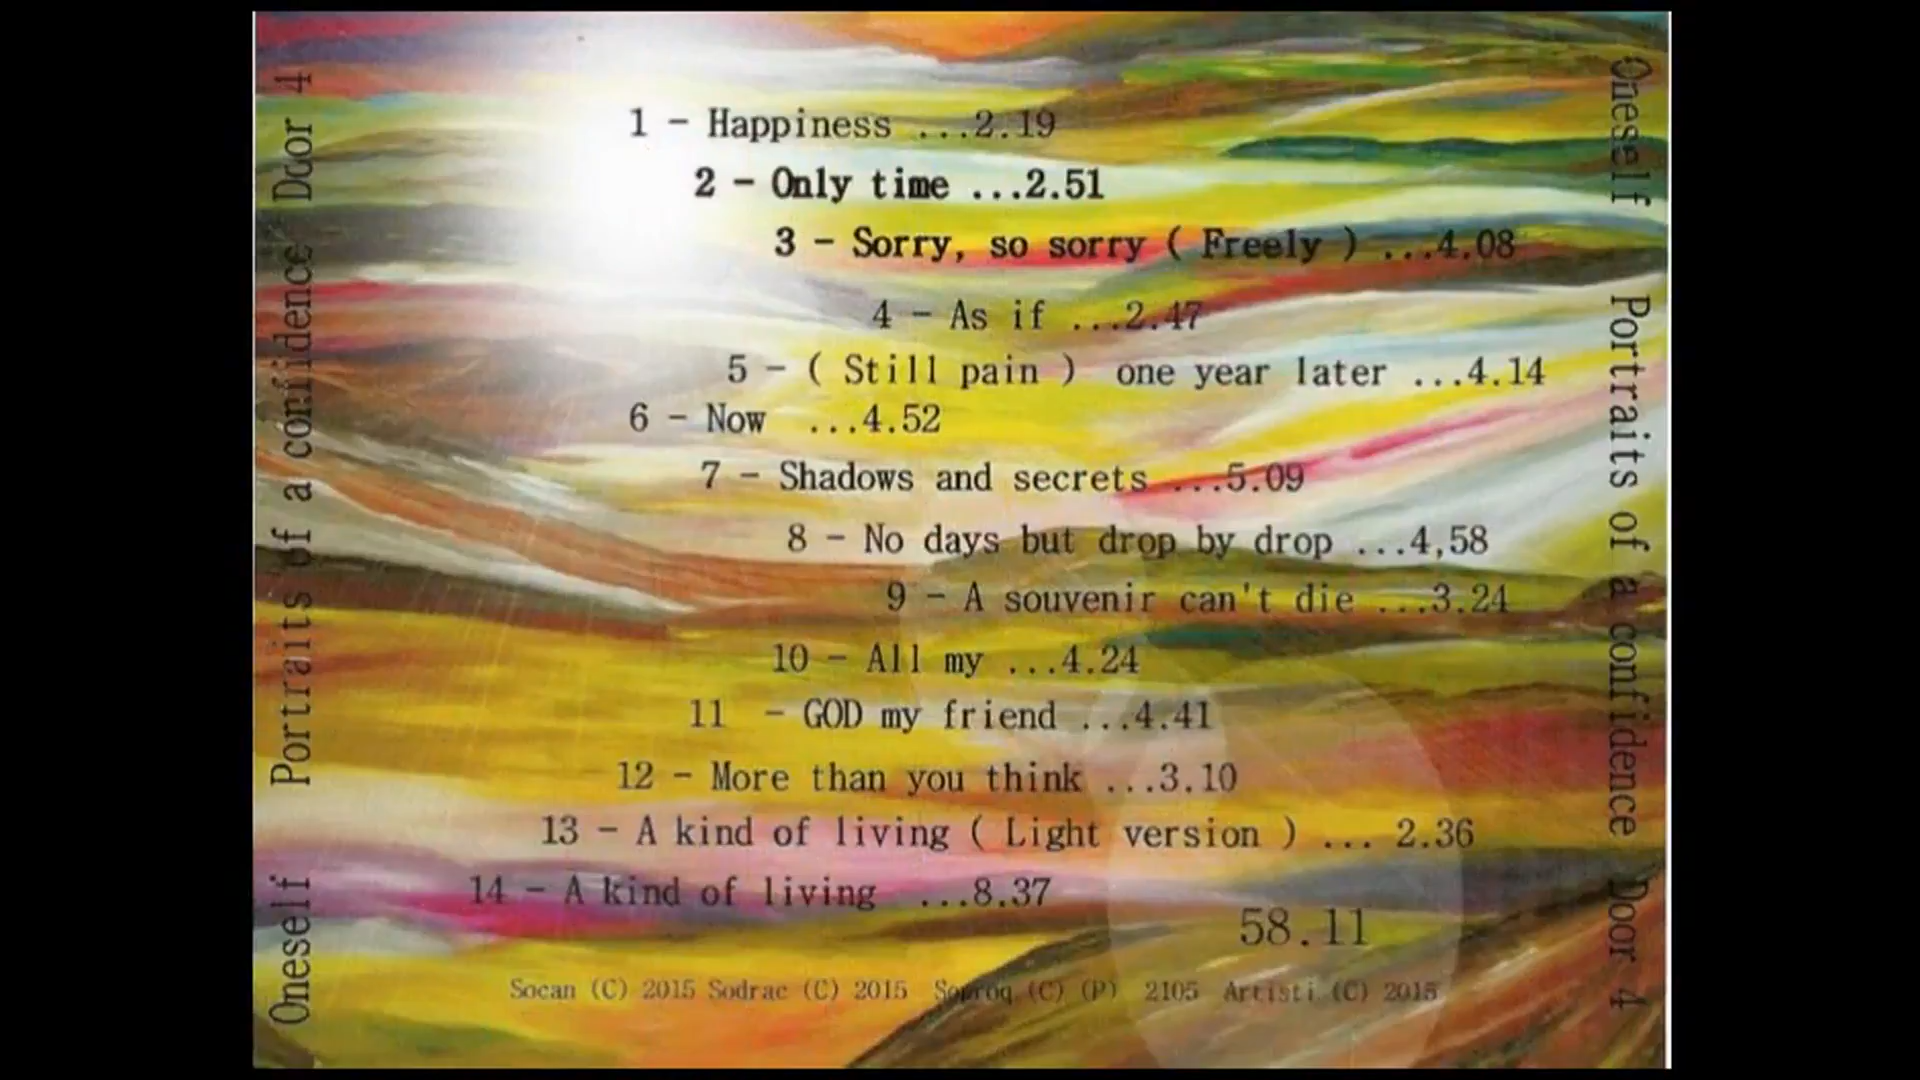 Oneself Portraits of a confidence Door 4
1 - Happiness ...2.19
2 - Only time ...2.51
3 - Sorry, so sorry ( Freely ) ...4.08
4 - As if ...2.47
5 - ( Still pain ) one year later ...4.14
6 - Now ...4.52
7 - Shadows and secrets ...5.09
8 - No days but drop by drop ...4,58
9 - A souvenir can't die ...3.24
10 - All my ...4.24
11 - GOD my friend ...4.41
12 - More than you think ...3.10
13 - A kind of living ( Light version ) ... 2.36
14 - A kind of living ...8.37
58.11
Socan (C) 2015 Sodrac (C) 2015 Soproq (C) (P) 2105 Artisti (C) 2015
Oneself Portraits of a confidence Door 4